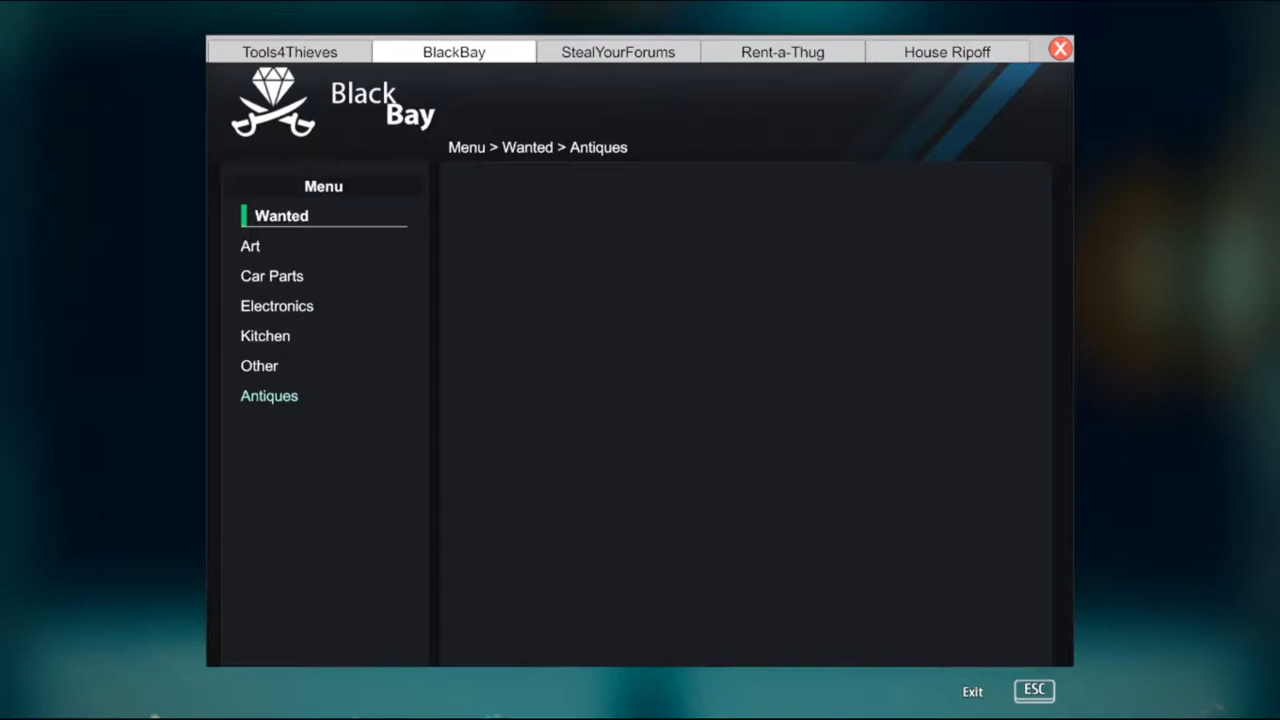 Tools4Thieves
BlackBay
StealYourForums
Rent-a-Thug
House Ripoff
X
Black
Bay
Menu > Wanted > Antiques
Menu
Wanted
Art
Car Parts
Electronics
Kitchen
Other
Antiques
Exit
ESC